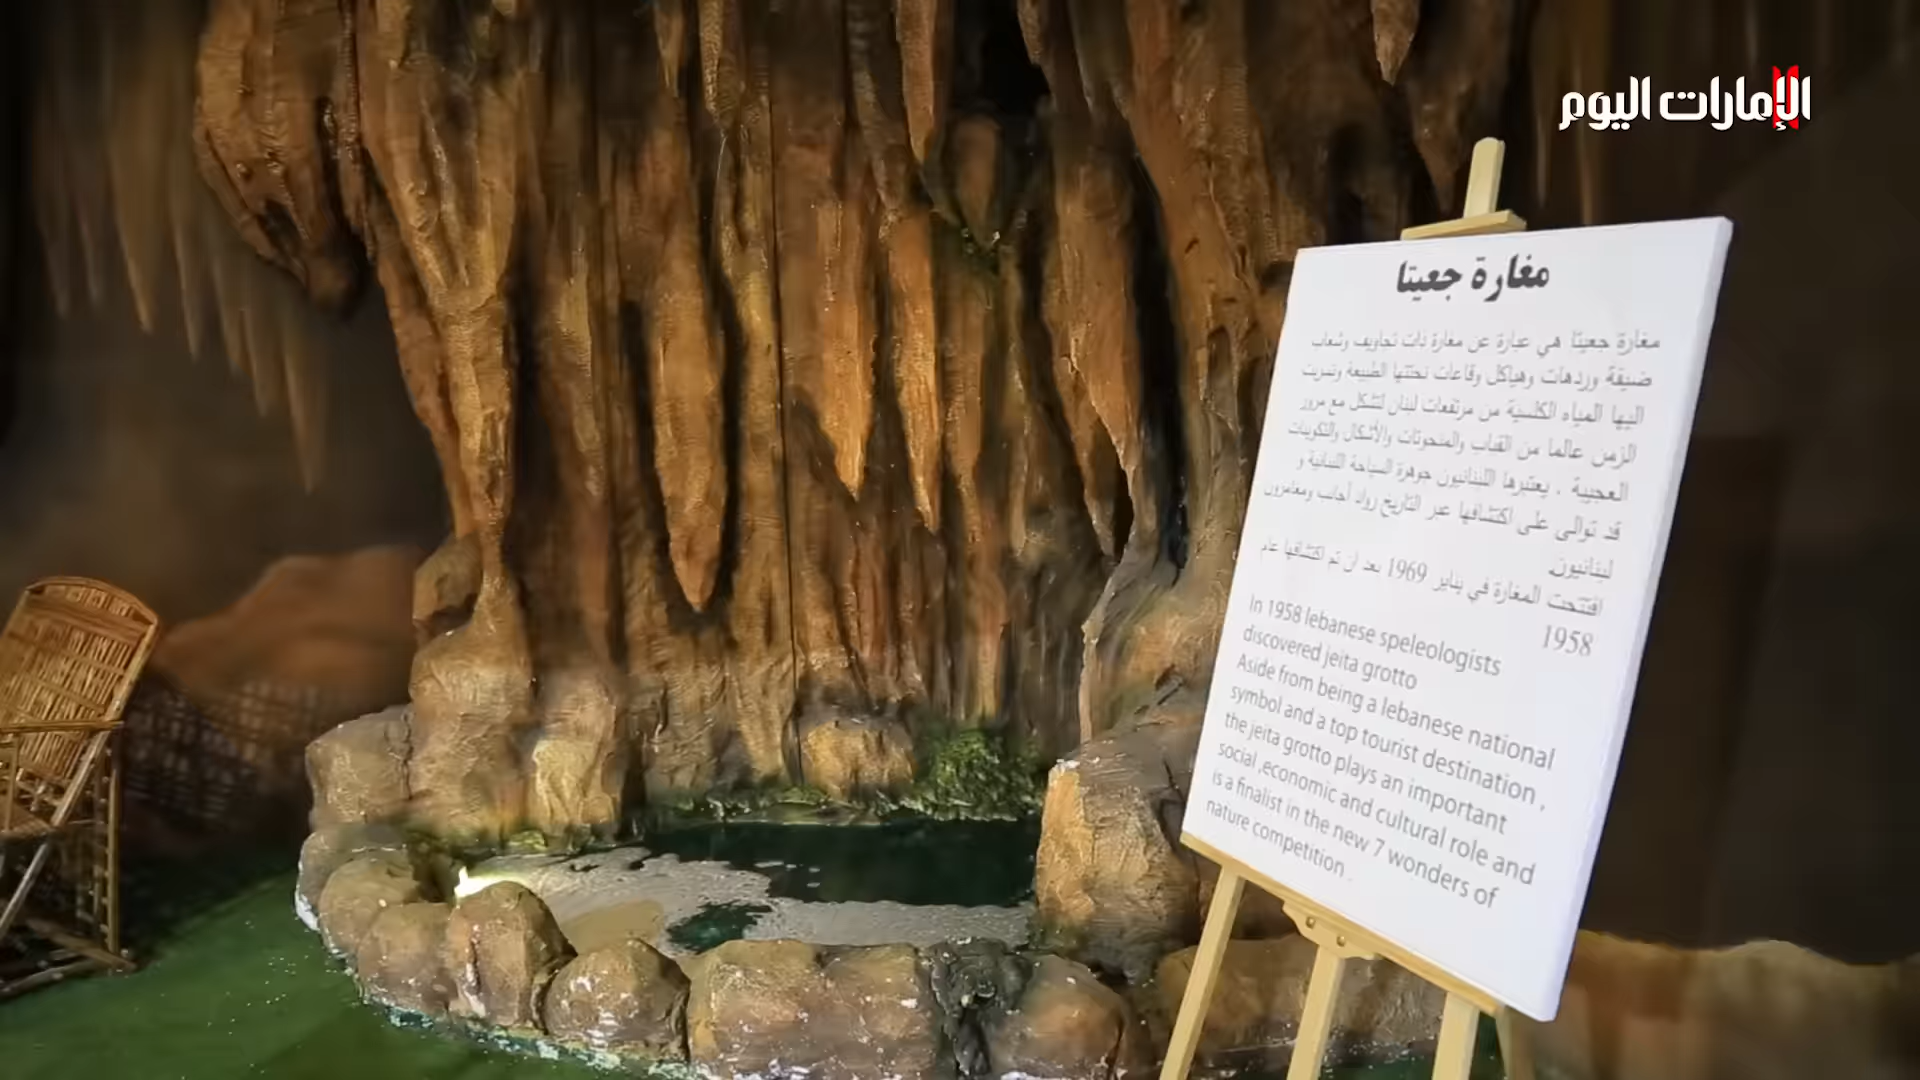 الإمارات اليوم
مغارة جعيتا
مغارة جعيتا هي عبارة عن مغارة ذات تجاويف وشعاب
ضيقة وردهات وهياكل وقاعات نحتتها الطبيعة وتسربت
اليها المياه الكلسية من مرتفعات لبنان لتشكل مع مرور
الزمن عالما من القباب والمنحوتات والأشكال والتكوينات
العجيبة . يعتبرها اللبنانيون جوهرة السياحة اللبنانية و
قد توالى على اكتشافها عبر التاريخ رواد أجانب ومغامرون
لبنانيون.
افتتحت المغارة في يناير 1969 بعد ان تم اكتشافها عام
1958
In 1958 lebanese speleologists
discovered jeita grotto
Aside from being a lebanese national
symbol and a top tourist destination ,
the jeita grotto plays an important
social ,economic and cultural role and
is a finalist in the new 7 wonders of
nature competition .